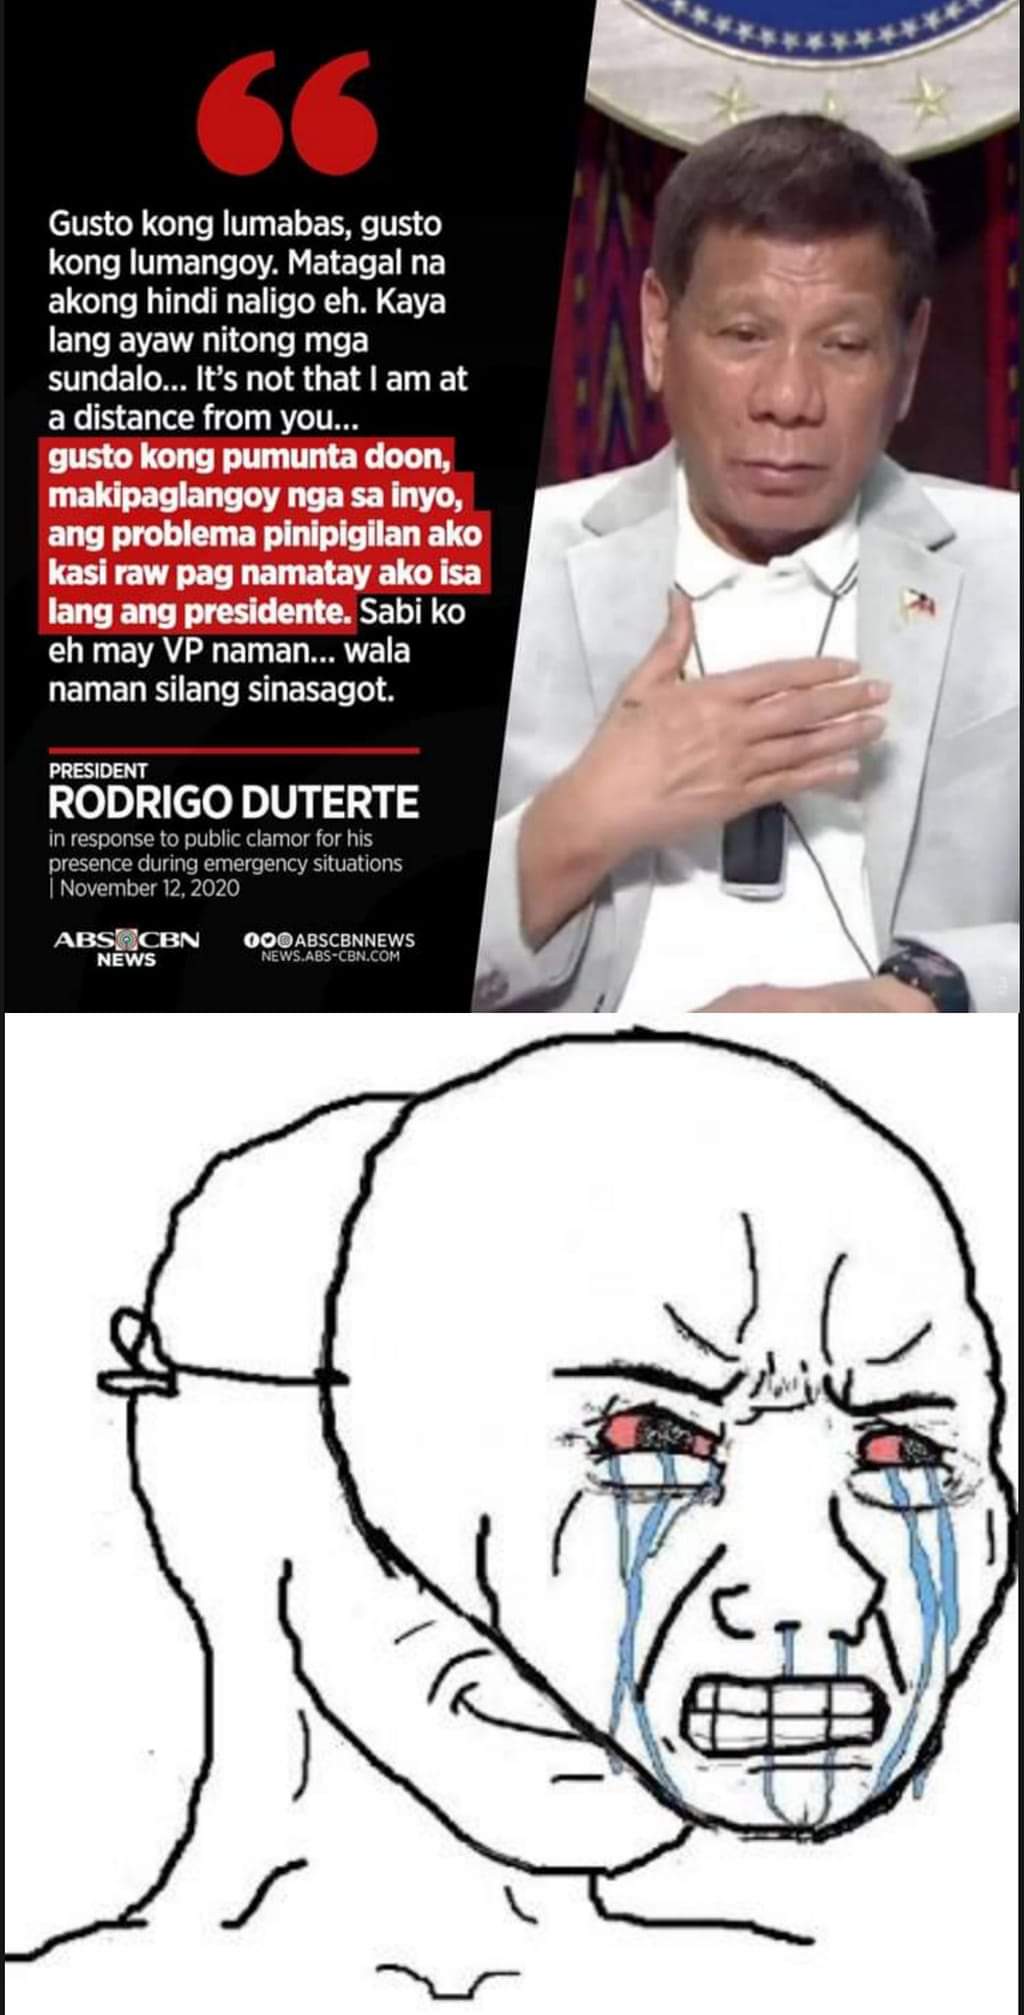 Gusto kong lumabas, gusto
kong lumangoy. Matagal na
akong hindi naligo eh. Kaya
lang ayaw nitong mga
sundalo... It's not that I am at
a distance from you...
gusto kong pumunta doon,
makipaglangoy nga sa inyo,
ang problema pinipigilan ako
kasi raw pag namatay ako isa
lang ang presidente. Sabi ko
eh may VP naman... wala
naman silang sinasagot.
PRESIDENT
RODRIGO DUTERTE
in response to public clamor for his
presence during emergency situations
| November 12, 2020
ABS CBN
NEWS
ABSCBNNEWS
NEWS.ABS-CBN.COM